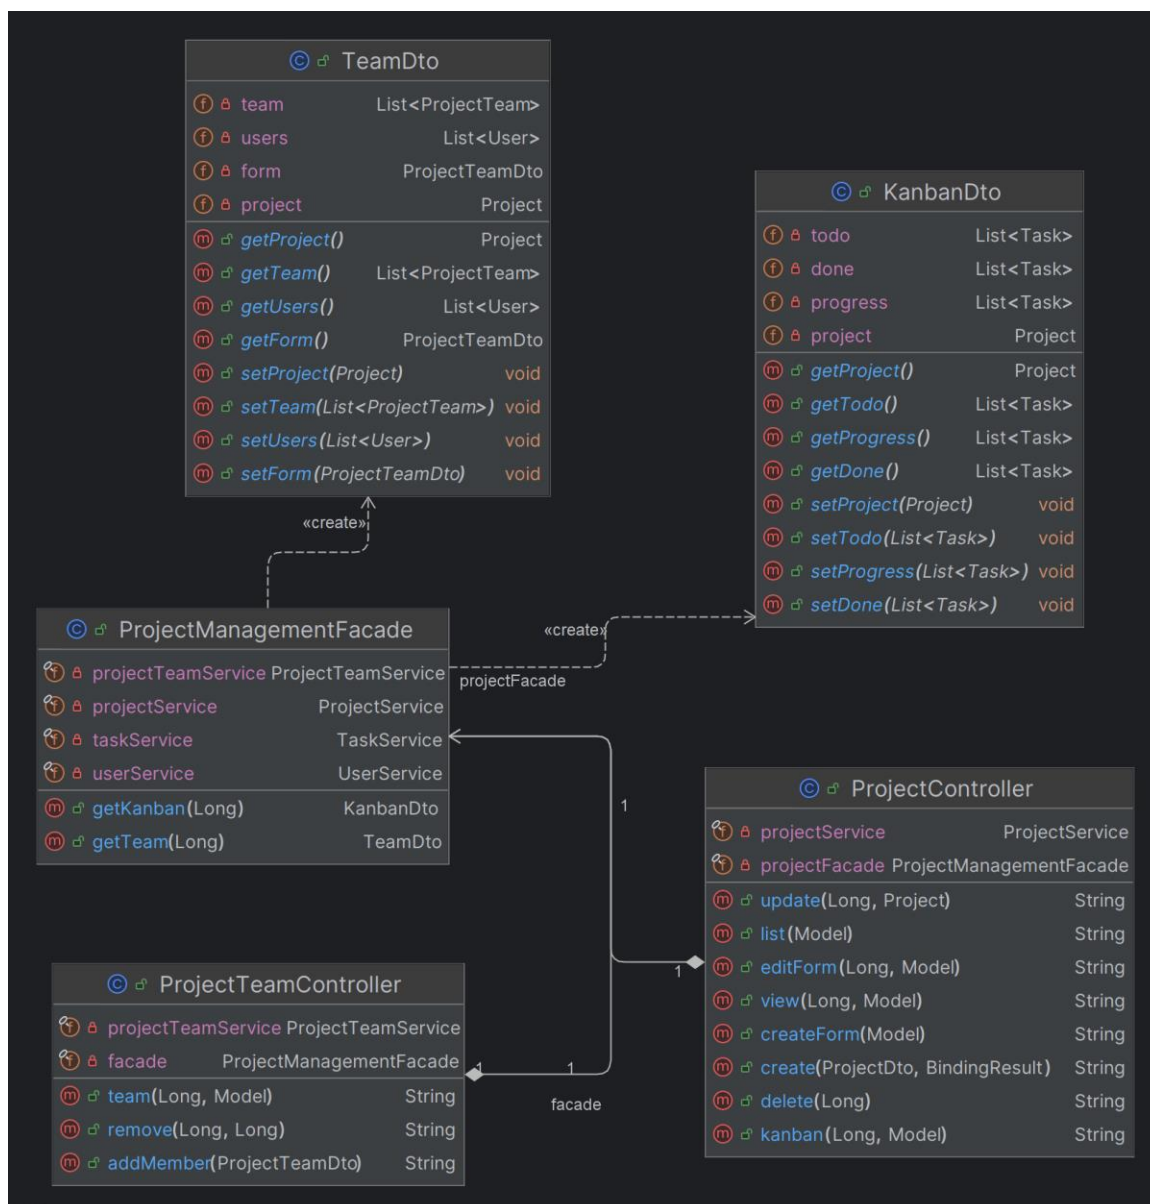 TeamDto
team List<ProjectTeam>
users List<User>
form ProjectTeamDto
project Project
getProject() Project
getTeam() List<ProjectTeam>
getUsers() List<User>
getForm() ProjectTeamDto
setProject(Project) void
setTeam(List<ProjectTeam>) void
setUsers(List<User>) void
setForm(ProjectTeamDto) void
KanbanDto
todo List<Task>
done List<Task>
progress List<Task>
project Project
getProject() Project
getTodo() List<Task>
getProgress() List<Task>
getDone() List<Task>
setProject(Project) void
setTodo(List<Task>) void
setProgress(List<Task>) void
setDone(List<Task>) void
«create»
ProjectManagementFacade
projectTeamService ProjectTeamService
projectService ProjectService
taskService TaskService
userService UserService
getKanban(Long) KanbanDto
getTeam(Long) TeamDto
«create»
projectFacade
1
1
ProjectController
projectService ProjectService
projectFacade ProjectManagementFacade
update(Long, Project) String
list(Model) String
editForm(Long, Model) String
view(Long, Model) String
createForm(Model) String
create(ProjectDto, BindingResult) String
delete(Long) String
kanban(Long, Model) String
ProjectTeamController
projectTeamService ProjectTeamService
facade ProjectManagementFacade
team(Long, Model) String
remove(Long, Long) String
addMember(ProjectTeamDto) String
1
1
facade